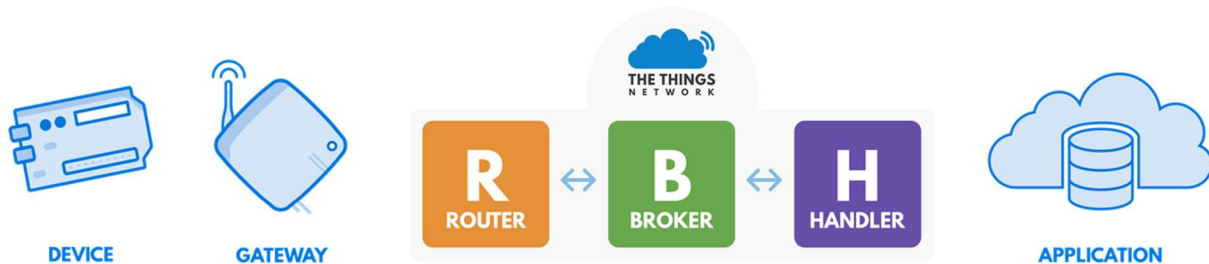 THE THINGS
NETWORK
R
ROUTER
B
BROKER
H
HANDLER
DEVICE
GATEWAY
APPLICATION